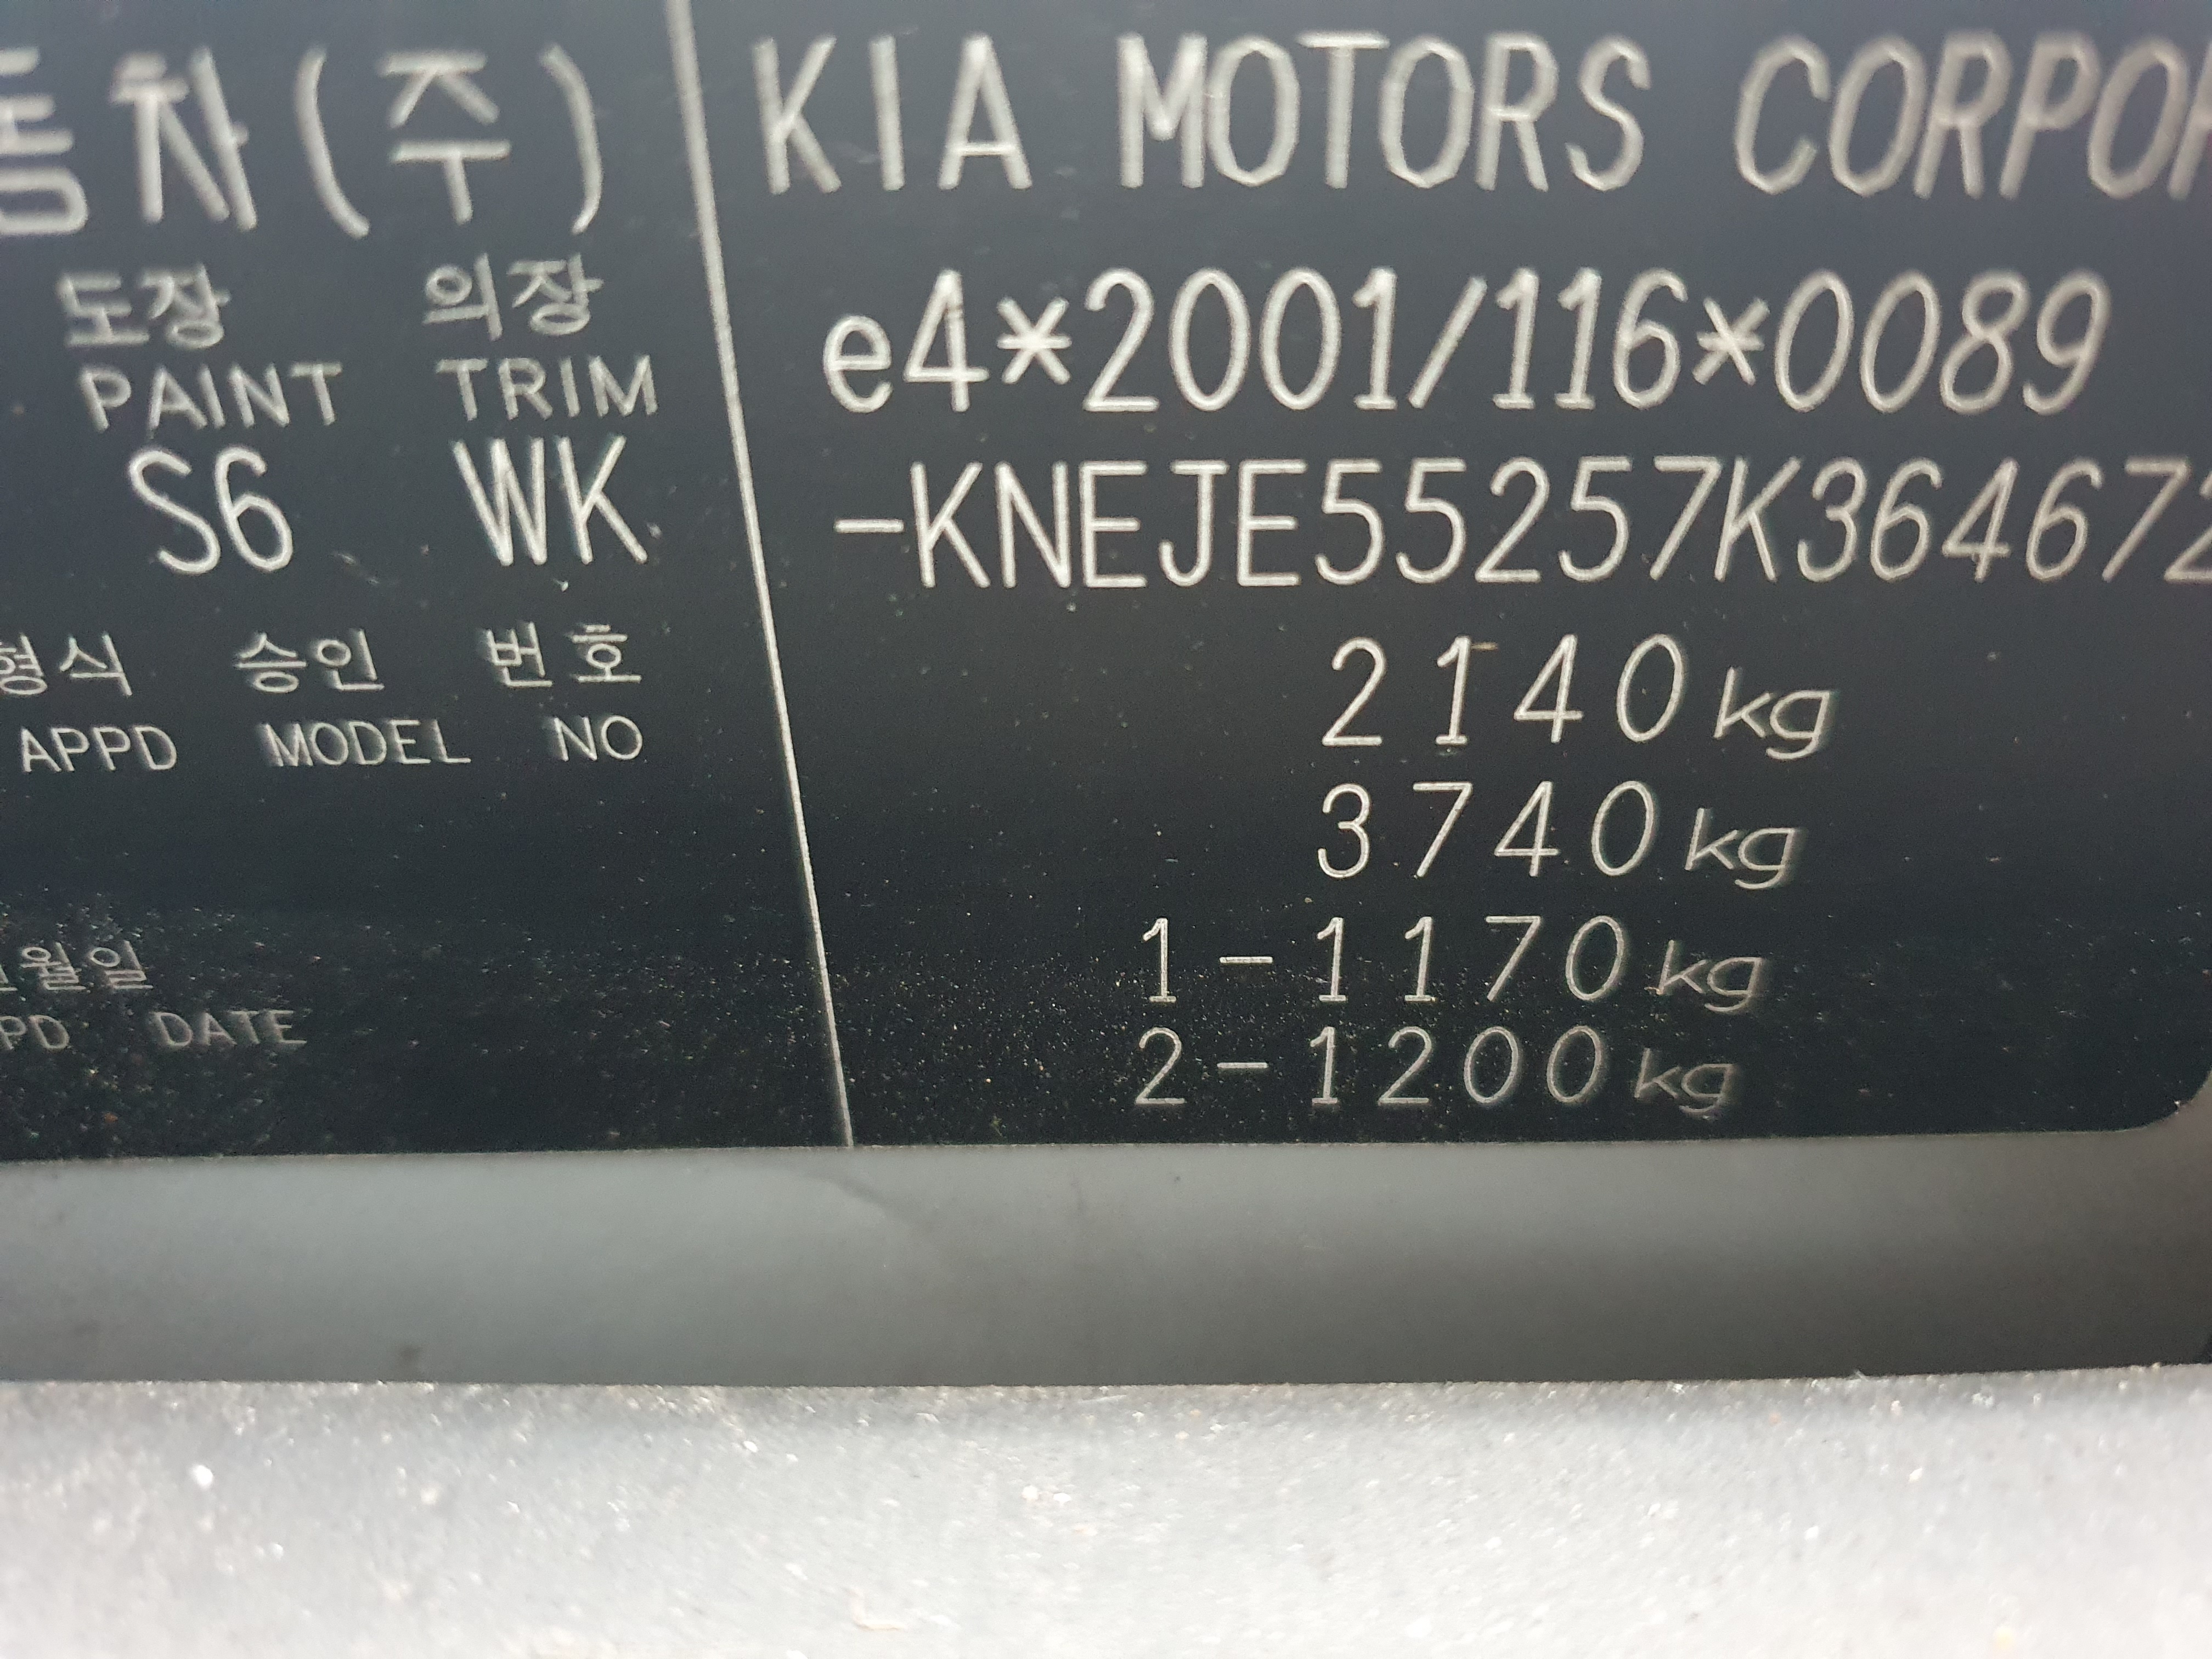 동차(주) KIA MOTORS CORPOR
도장 의장 e4*2001/116*0089
PAINT TRIM
S6 WK -KNEJE55257K364672
형식 승인 번호 2140kg
APPD MODEL NO
3740kg
월일 1-1170kg
PD DATE 2-1200kg